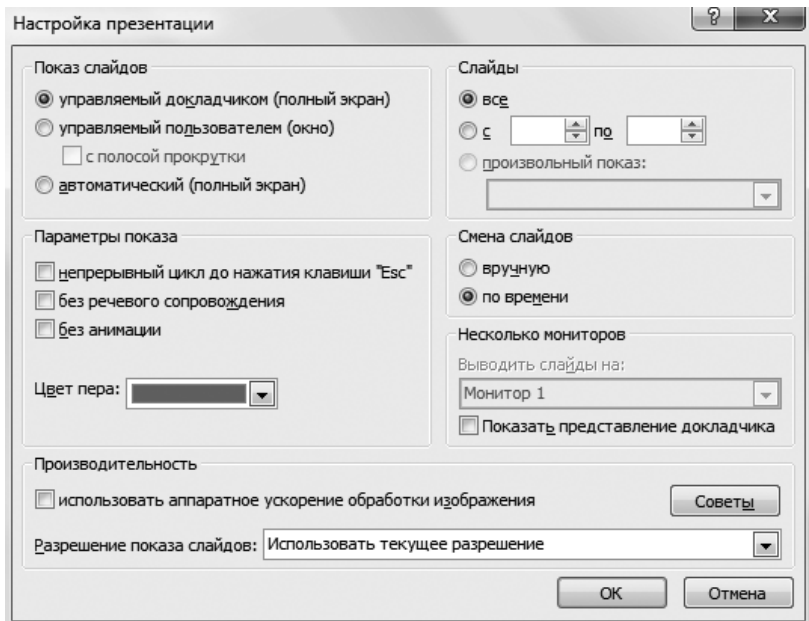 Настройка презентации
Показ слайдов
управляемый докладчиком (полный экран)
управляемый пользователем (окно)
с полосой прокрутки
автоматический (полный экран)
Слайды
все
с по
произвольный показ:
Параметры показа
непрерывный цикл до нажатия клавиши "Esc"
без речевого сопровождения
без анимации
Цвет пера:
Смена слайдов
вручную
по времени
Несколько мониторов
Выводить слайды на:
Монитор 1
Показать представление докладчика
Производительность
использовать аппаратное ускорение обработки изображения
Советы
Разрешение показа слайдов: Использовать текущее разрешение
ОК Отмена